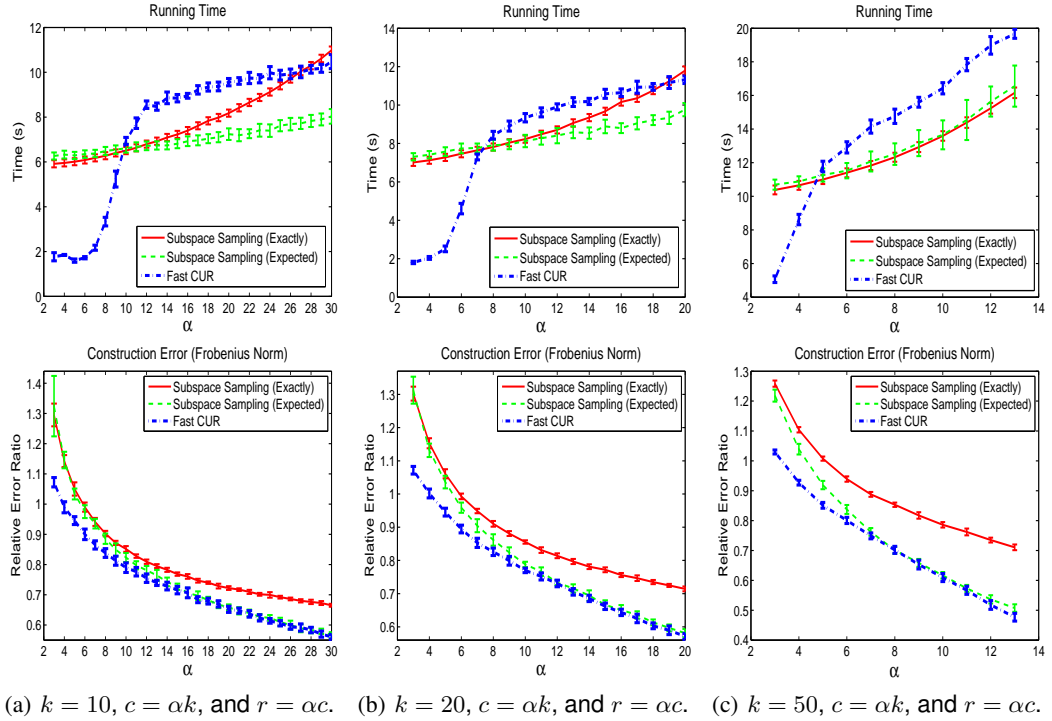 Running Time
Time (s)
12
10
8
6
4
2
0
2 4 6 8 10 12 14 16 18 20 22 24 26 28 30
α
Subspace Sampling (Exactly)
Subspace Sampling (Expected)
Fast CUR
Running Time
Time (s)
14
12
10
8
6
4
2
0
2 4 6 8 10 12 14 16 18 20
α
Subspace Sampling (Exactly)
Subspace Sampling (Expected)
Fast CUR
Running Time
Time (s)
20
18
16
14
12
10
8
6
4
2 4 6 8 10 12 14
α
Subspace Sampling (Exactly)
Subspace Sampling (Expected)
Fast CUR
Construction Error (Frobenius Norm)
Relative Error Ratio
1.4
1.3
1.2
1.1
1
0.9
0.8
0.7
0.6
2 4 6 8 10 12 14 16 18 20 22 24 26 28 30
α
Subspace Sampling (Exactly)
Subspace Sampling (Expected)
Fast CUR
Construction Error (Frobenius Norm)
Relative Error Ratio
1.3
1.2
1.1
1
0.9
0.8
0.7
0.6
2 4 6 8 10 12 14 16 18 20
α
Subspace Sampling (Exactly)
Subspace Sampling (Expected)
Fast CUR
Construction Error (Frobenius Norm)
Relative Error Ratio
1.3
1.2
1.1
1
0.9
0.8
0.7
0.6
0.5
0.4
2 4 6 8 10 12 14
α
Subspace Sampling (Exactly)
Subspace Sampling (Expected)
Fast CUR
(a) k = 10, c = αk, and r = αc.
(b) k = 20, c = αk, and r = αc.
(c) k = 50, c = αk, and r = αc.